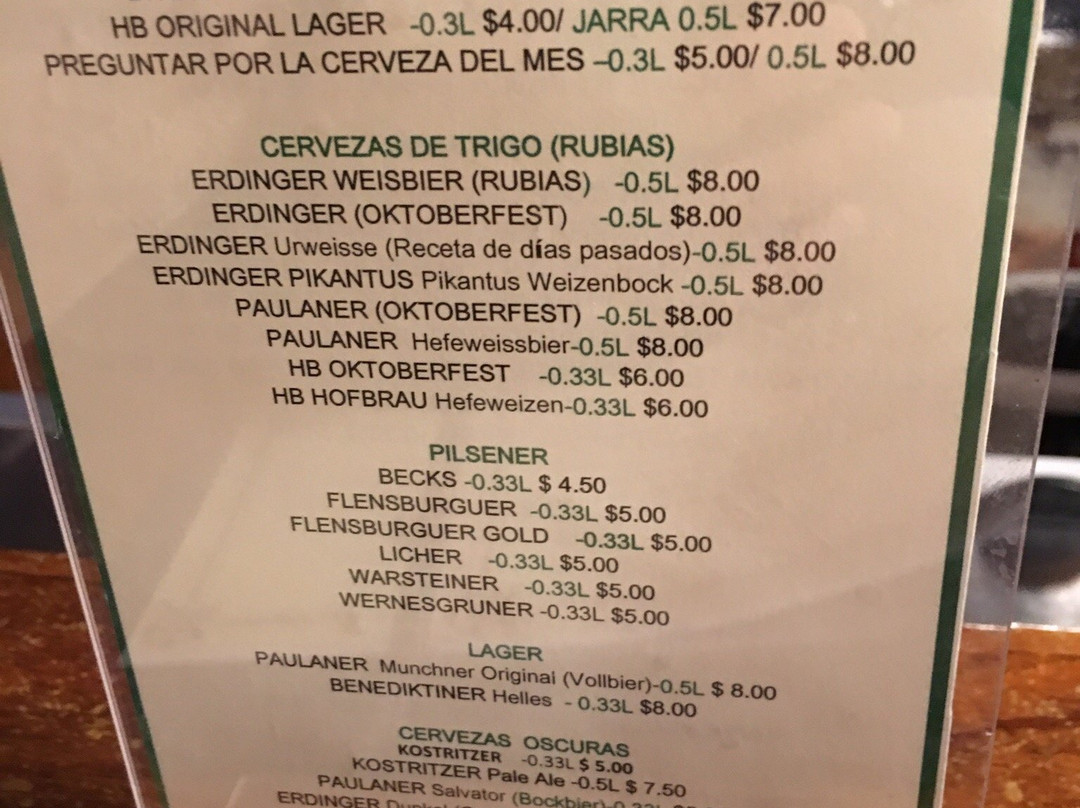 HB ORIGINAL LAGER -0.3L $4.00/ JARRA 0.5L $7.00
PREGUNTAR POR LA CERVEZA DEL MES –0.3L $5.00/ 0.5L $8.00
CERVEZAS DE TRIGO (RUBIAS)
ERDINGER WEISBIER (RUBIAS) -0.5L $8.00
ERDINGER (OKTOBERFEST) -0.5L $8.00
ERDINGER Urweisse (Receta de días pasados)-0.5L $8.00
ERDINGER PIKANTUS Pikantus Weizenbock -0.5L $8.00
PAULANER (OKTOBERFEST) -0.5L $8.00
PAULANER Hefeweissbier-0.5L $8.00
HB OKTOBERFEST -0.33L $6.00
HB HOFBRAU Hefeweizen-0.33L $6.00
PILSENER
BECKS -0.33L $ 4.50
FLENSBURGUER -0.33L $5.00
FLENSBURGUER GOLD -0.33L $5.00
LICHER -0.33L $5.00
WARSTEINER -0.33L $5.00
WERNESGRUNER -0.33L $5.00
LAGER
PAULANER Munchner Original (Vollbier)-0.5L $ 8.00
BENEDIKTINER Helles - 0.33L $8.00
CERVEZAS OSCURAS
KOSTRITZER -0.33L $ 5.00
KOSTRITZER Pale Ale -0.5L $ 7.50
PAULANER Salvator (Bockbier)
ERDINGER